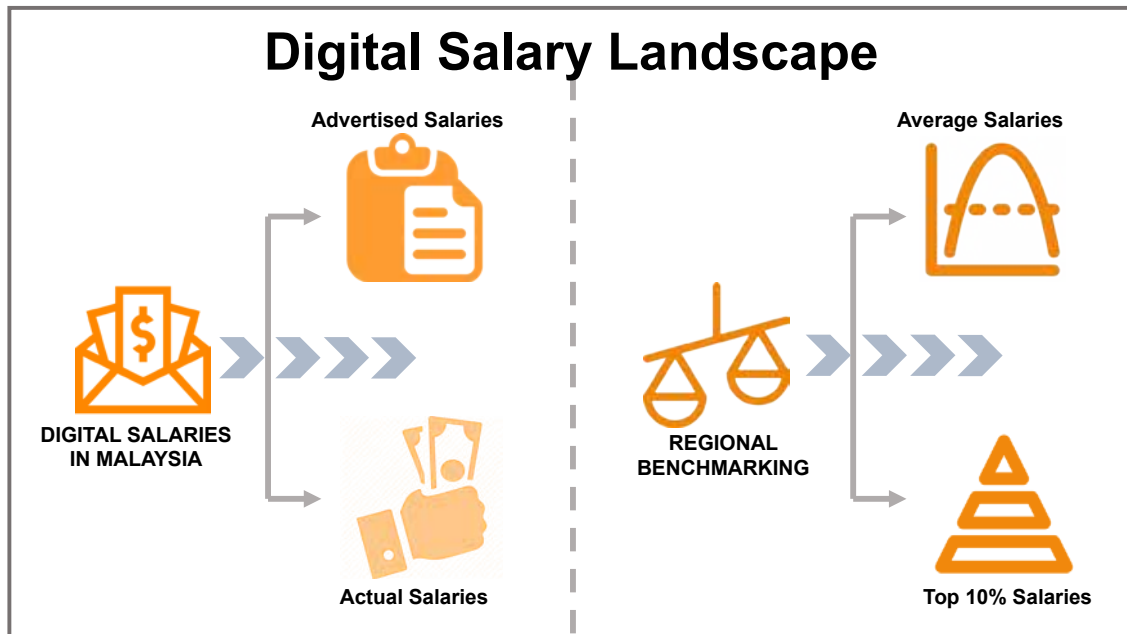 Digital Salary Landscape
Advertised Salaries
$
DIGITAL SALARIES
IN MALAYSIA
Actual Salaries
Average Salaries
REGIONAL
BENCHMARKING
Top 10% Salaries